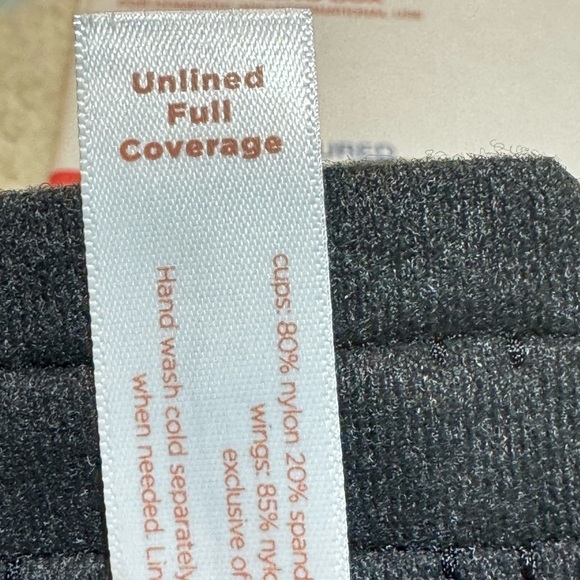 Unlined
Full
Coverage
cups: 80% nylon 20% spand
wings: 85% nylo
exclusive of
Hand wash cold separately
when needed. Lin